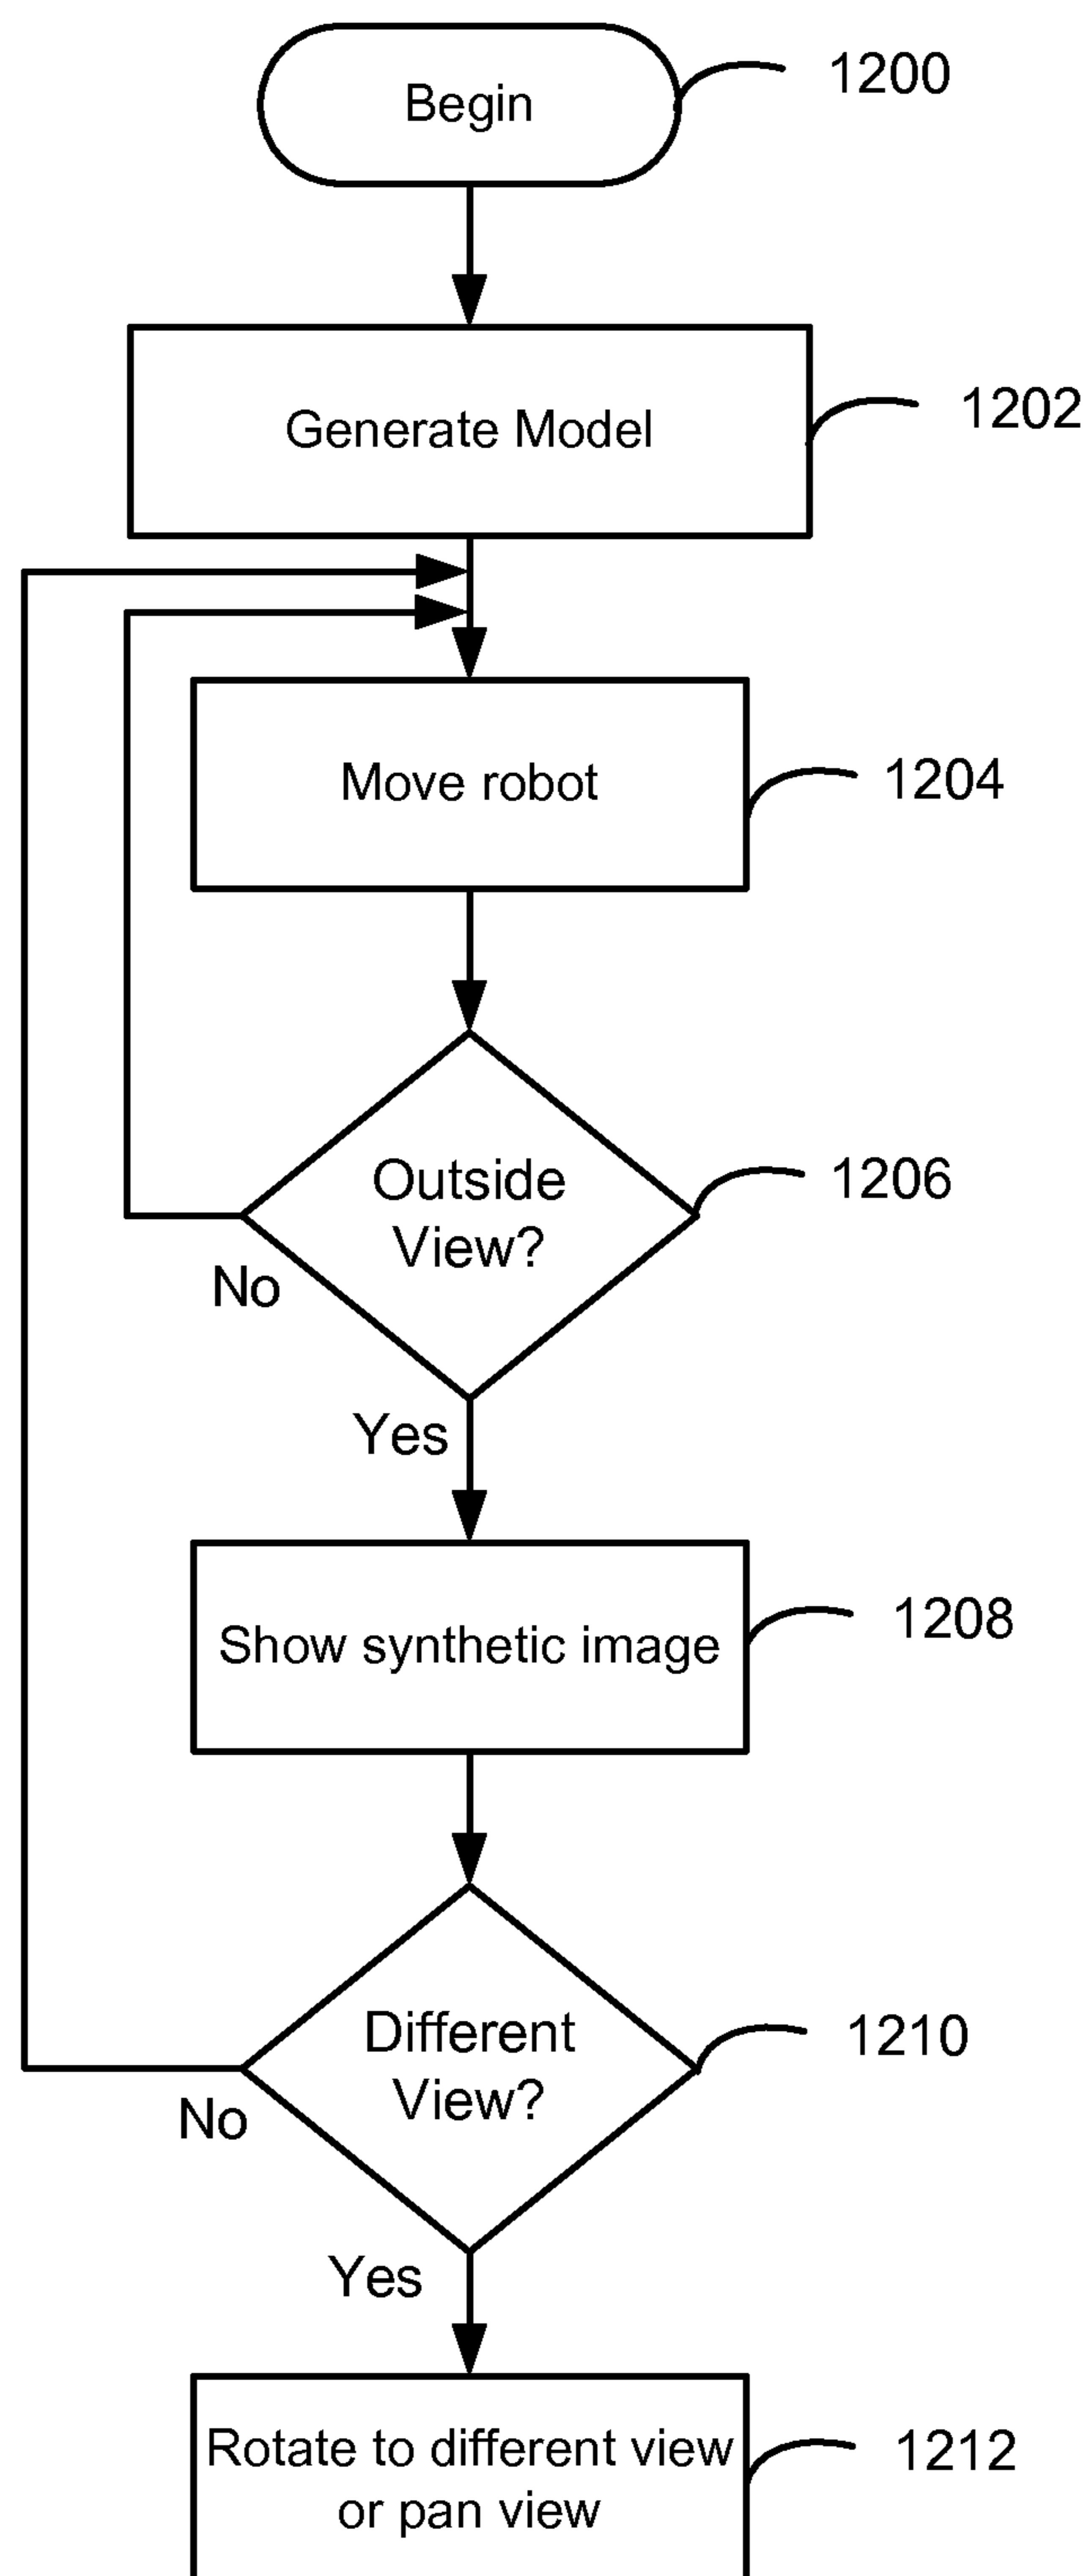 Begin
1200
Generate Model
1202
Move robot
1204
Outside
View?
1206
No
Yes
Show synthetic image
1208
Different
View?
1210
No
Yes
Rotate to different view
or pan view
1212